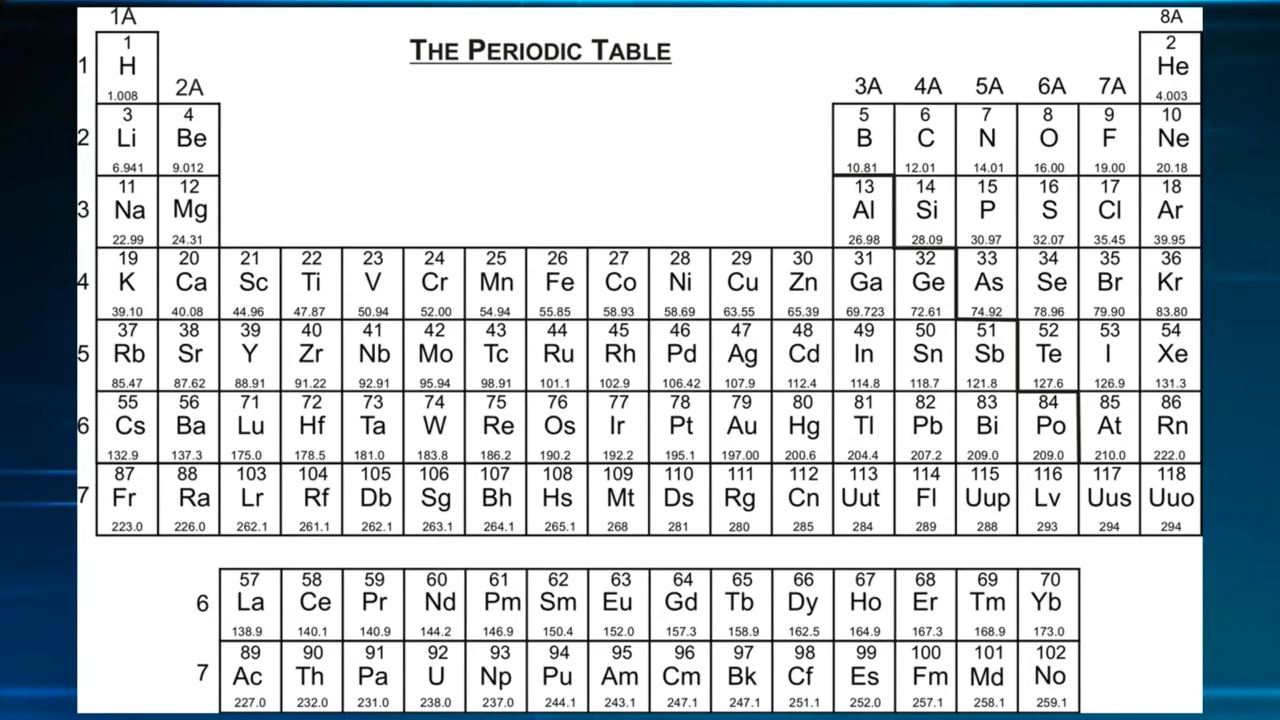 1A 8A
THE PERIODIC TABLE
1 2
1 H He
1.008 2A 3A 4A 5A 6A 7A 4.003
3 4 5 6 7 8 9 10
2 Li Be B C N O F Ne
6.941 9.012 10.81 12.01 14.01 16.00 19.00 20.18
11 12 13 14 15 16 17 18
3 Na Mg Al Si P S Cl Ar
22.99 24.31 26.98 28.09 30.97 32.07 35.45 39.95
19 20 21 22 23 24 25 26 27 28 29 30 31 32 33 34 35 36
4 K Ca Sc Ti V Cr Mn Fe Co Ni Cu Zn Ga Ge As Se Br Kr
39.10 40.08 44.96 47.87 50.94 52.00 54.94 55.85 58.93 58.69 63.55 65.39 69.723 72.61 74.92 78.96 79.90 83.80
37 38 39 40 41 42 43 44 45 46 47 48 49 50 51 52 53 54
5 Rb Sr Y Zr Nb Mo Tc Ru Rh Pd Ag Cd In Sn Sb Te I Xe
85.47 87.62 88.91 91.22 92.91 95.94 98.91 101.1 102.9 106.42 107.9 112.4 114.8 118.7 121.8 127.6 126.9 131.3
55 56 71 72 73 74 75 76 77 78 79 80 81 82 83 84 85 86
6 Cs Ba Lu Hf Ta W Re Os Ir Pt Au Hg Tl Pb Bi Po At Rn
132.9 137.3 175.0 178.5 181.0 183.8 186.2 190.2 192.2 195.1 197.00 200.6 204.4 207.2 209.0 209.0 210.0 222.0
87 88 103 104 105 106 107 108 109 110 111 112 113 114 115 116 117 118
7 Fr Ra Lr Rf Db Sg Bh Hs Mt Ds Rg Cn Uut Fl Uup Lv Uus Uuo
223.0 226.0 262.1 261.1 262.1 263.1 264.1 265.1 268 281 280 285 284 289 288 293 294 294
57 58 59 60 61 62 63 64 65 66 67 68 69 70
6 La Ce Pr Nd Pm Sm Eu Gd Tb Dy Ho Er Tm Yb
138.9 140.1 140.9 144.2 146.9 150.4 152.0 157.3 158.9 162.5 164.9 167.3 168.9 173.0
89 90 91 92 93 94 95 96 97 98 99 100 101 102
7 Ac Th Pa U Np Pu Am Cm Bk Cf Es Fm Md No
227.0 232.0 231.0 238.0 237.0 244.1 243.1 247.1 247.1 251.1 252.0 257.1 258.1 259.1